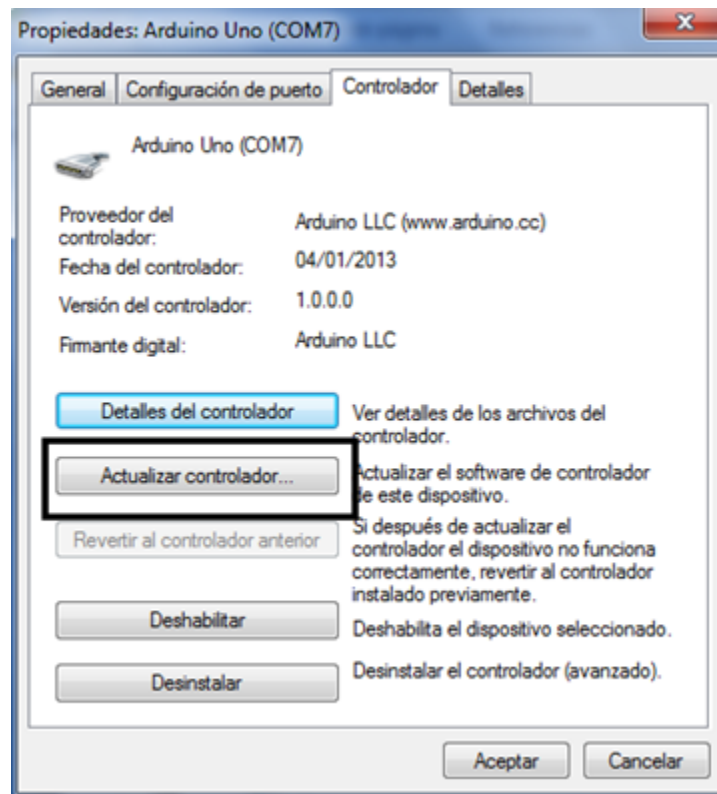 Propiedades: Arduino Uno (COM7)
General Configuración de puerto Controlador Detalles
Arduino Uno (COM7)
Proveedor del
controlador:
Arduino LLC (www.arduino.cc)
Fecha del controlador: 04/01/2013
Versión del controlador: 1.0.0.0
Firmante digital: Arduino LLC
Detalles del controlador
Ver detalles de los archivos del
controlador.
Actualizar controlador...
Actualizar el software de controlador
de este dispositivo.
Revertir al controlador anterior
Si después de actualizar el
controlador el dispositivo no funciona
correctamente, revertir al controlador
instalado previamente.
Deshabilitar
Deshabilita el dispositivo seleccionado.
Desinstalar
Desinstalar el controlador (avanzado).
Aceptar Cancelar